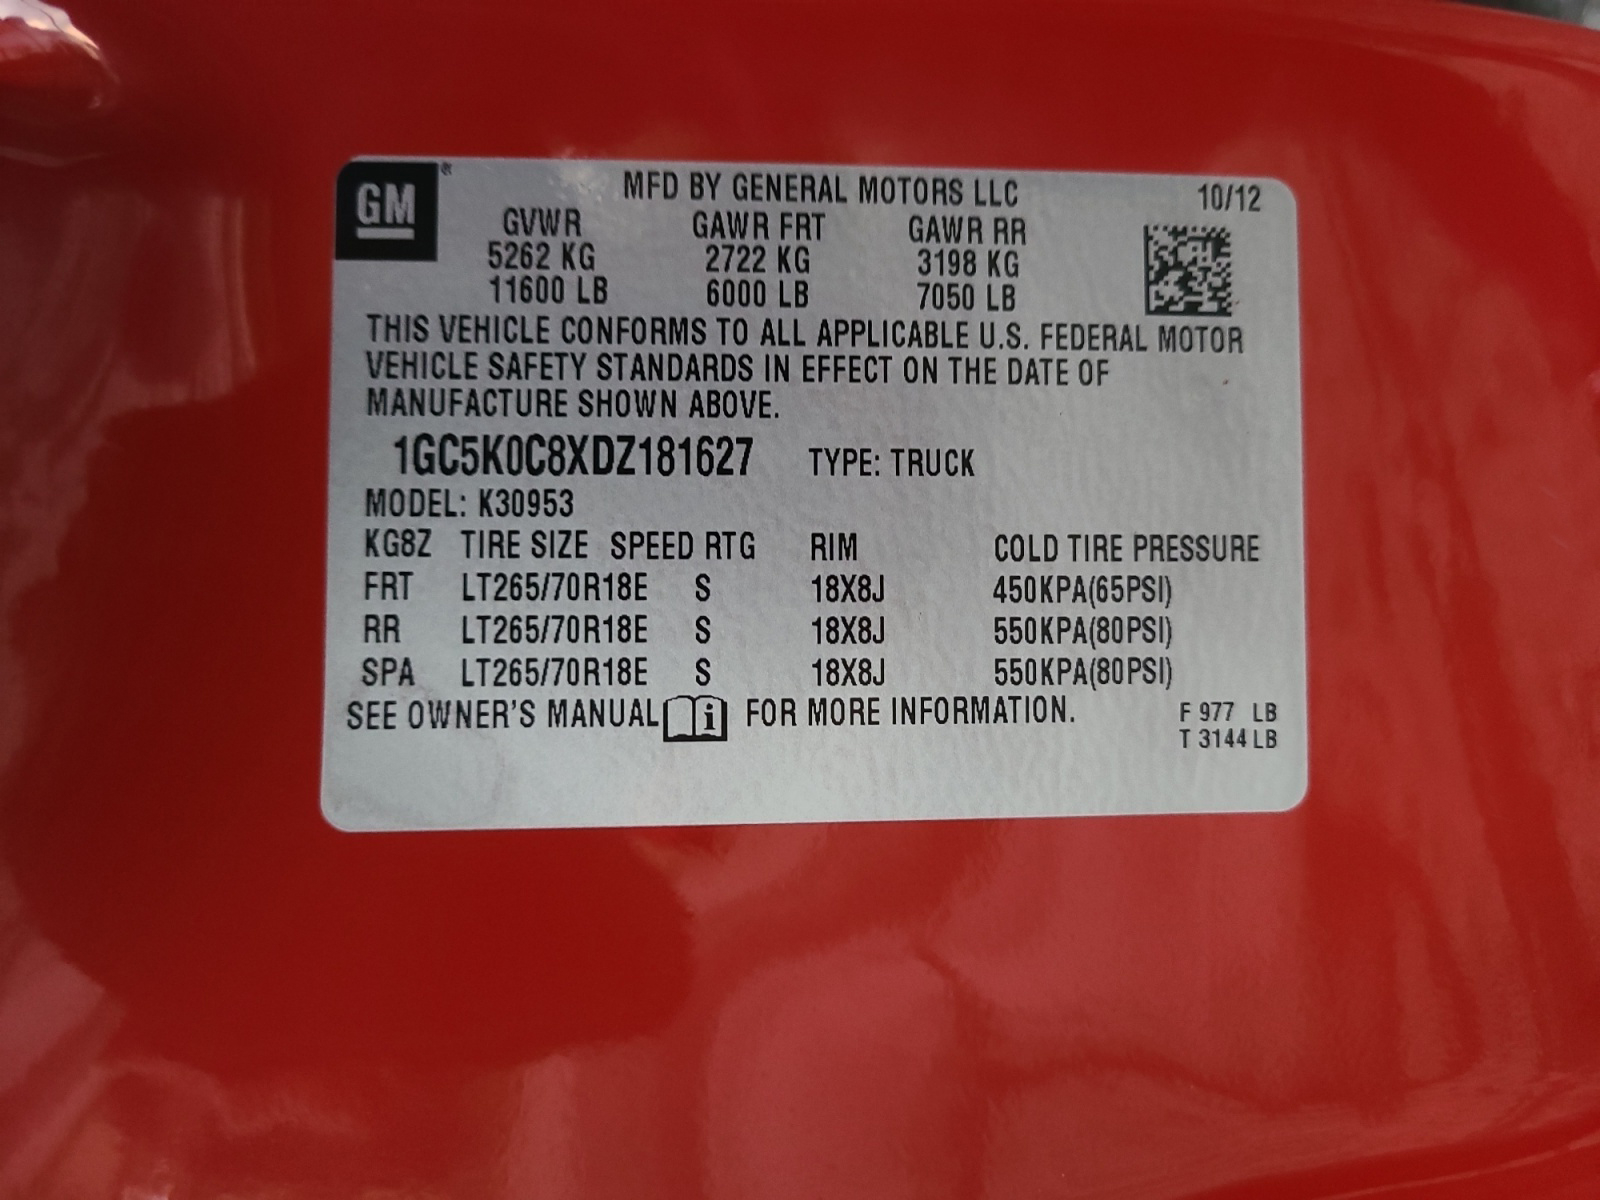 GM®
MFD BY GENERAL MOTORS LLC 10/12
GVWR GAWR FRT GAWR RR
5262 KG 2722 KG 3198 KG
11600 LB 6000 LB 7050 LB
THIS VEHICLE CONFORMS TO ALL APPLICABLE U.S. FEDERAL MOTOR
VEHICLE SAFETY STANDARDS IN EFFECT ON THE DATE OF
MANUFACTURE SHOWN ABOVE.
1GC5K0C8XDZ181627 TYPE: TRUCK
MODEL: K30953
KG8Z TIRE SIZE SPEED RTG RIM COLD TIRE PRESSURE
FRT LT265/70R18E S 18X8J 450KPA(65PSI)
RR LT265/70R18E S 18X8J 550KPA(80PSI)
SPA LT265/70R18E S 18X8J 550KPA(80PSI)
SEE OWNER'S MANUAL i FOR MORE INFORMATION.
F 977 LB
T 3144 LB